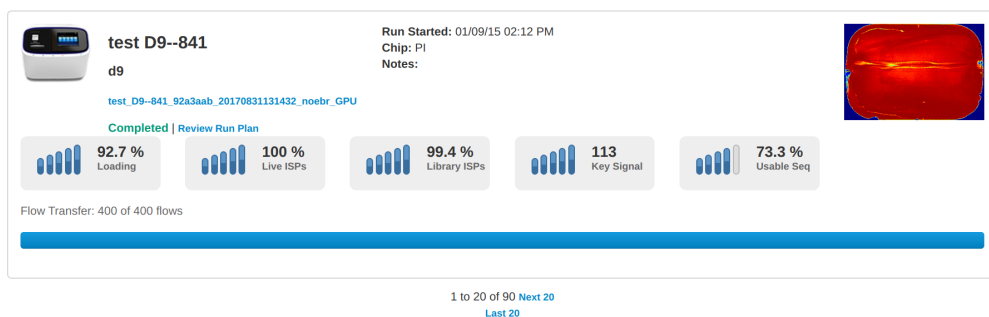 test D9--841
d9
test_D9--841_92a3aab_20170831131432_noebr_GPU
Completed | Review Run Plan
Run Started: 01/09/15 02:12 PM
Chip: PI
Notes:
92.7 %
Loading
100 %
Live ISPs
99.4 %
Library ISPs
113
Key Signal
73.3 %
Usable Seq
Flow Transfer: 400 of 400 flows
1 to 20 of 90 Next 20
Last 20